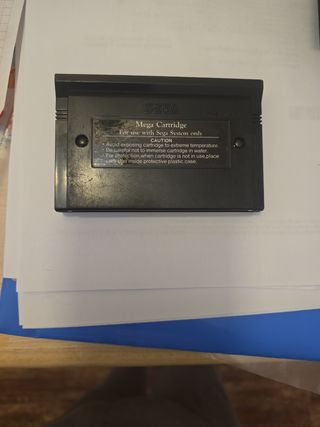 SEGA
Mega Cartridge
For use with Sega System only
CAUTION
• Avoid exposing cartridge to extreme temperature.
• Be careful not to immerse cartridge in water.
• For protection, when cartridge is not in use, place
cartridge inside protective plastic case.